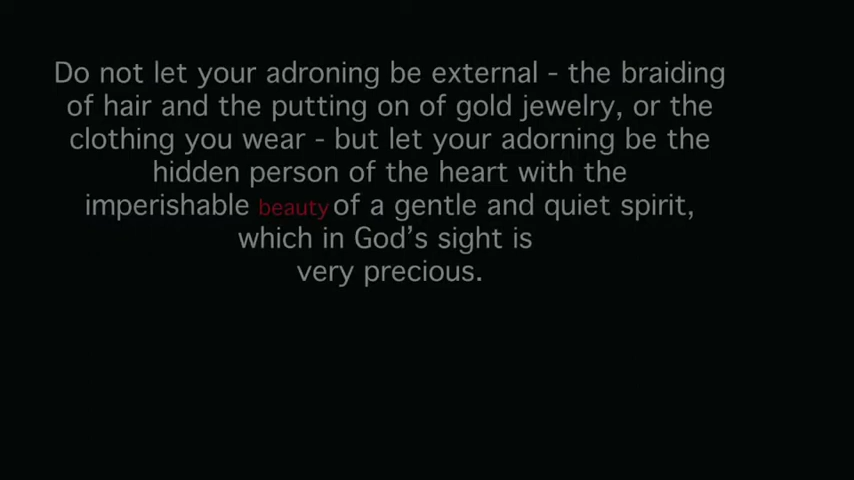 Do not let your adroning be external - the braiding
of hair and the putting on of gold jewelry, or the
clothing you wear - but let your adorning be the
hidden person of the heart with the
imperishable beauty of a gentle and quiet spirit,
which in God's sight is
very precious.